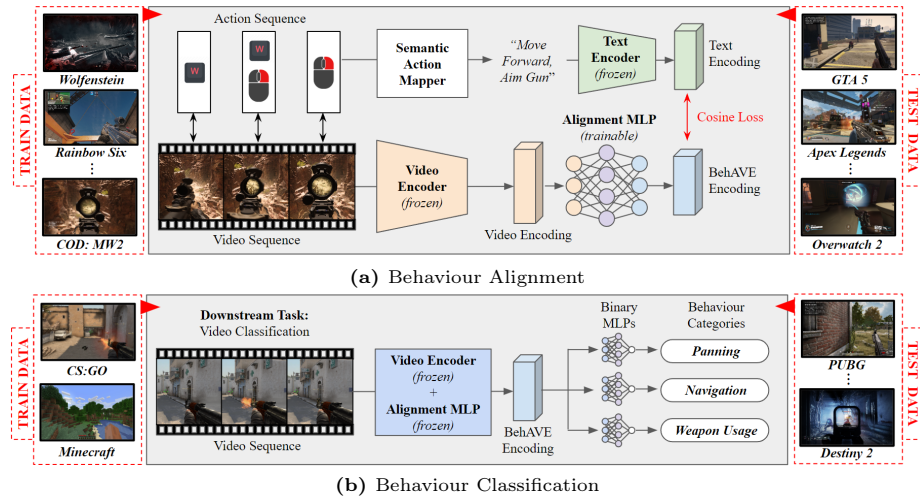 Action Sequence
TRAIN DATA
Wolfenstein
Rainbow Six
COD: MW2
W
W
Semantic
Action
Mapper
“Move
Forward,
Aim Gun”
Text
Encoder
(frozen)
Text
Encoding
Cosine Loss
Alignment MLP
(trainable)
Video
Encoder
(frozen)
BehAVE
Encoding
Video Sequence
Video Encoding
TEST DATA
GTA 5
Apex Legends
Overwatch 2
(a) Behaviour Alignment
TRAIN DATA
CS:GO
Minecraft
Downstream Task:
Video Classification
Video Sequence
Video Encoder
(frozen)
+
Alignment MLP
(frozen)
BehAVE
Encoding
Binary
MLPs
Behaviour
Categories
Panning
Navigation
Weapon Usage
TEST DATA
PUBG
Destiny 2
(b) Behaviour Classification